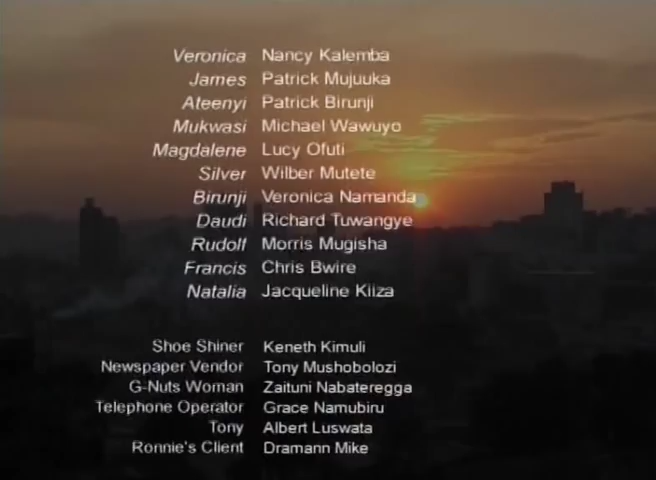 Veronica Nancy Kalemba
James Patrick Mujuuka
Ateenyi Patrick Birunji
Mukwasi Michael Wawuyo
Magdalene Lucy Ofuti
Silver Wilber Mutete
Birunji Veronica Namanda
Daudi Richard Tuwangye
Rudolf Morris Mugisha
Francis Chris Bwire
Natalia Jacqueline Kiiza
Shoe Shiner Keneth Kimuli
Newspaper Vendor Tony Mushobolozi
G-Nuts Woman Zaituni Nabateregga
Telephone Operator Grace Namubiru
Tony Albert Luswata
Ronnie's Client Dramann Mike